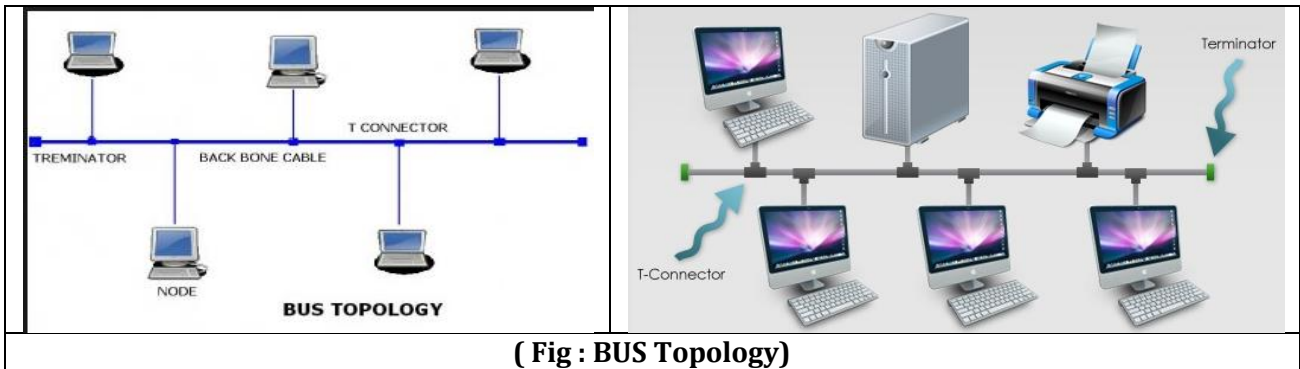 T CONNECTOR
TREMINATOR
BACK BONE CABLE
NODE
BUS TOPOLOGY
Terminator
T-Connector
( Fig : BUS Topology)